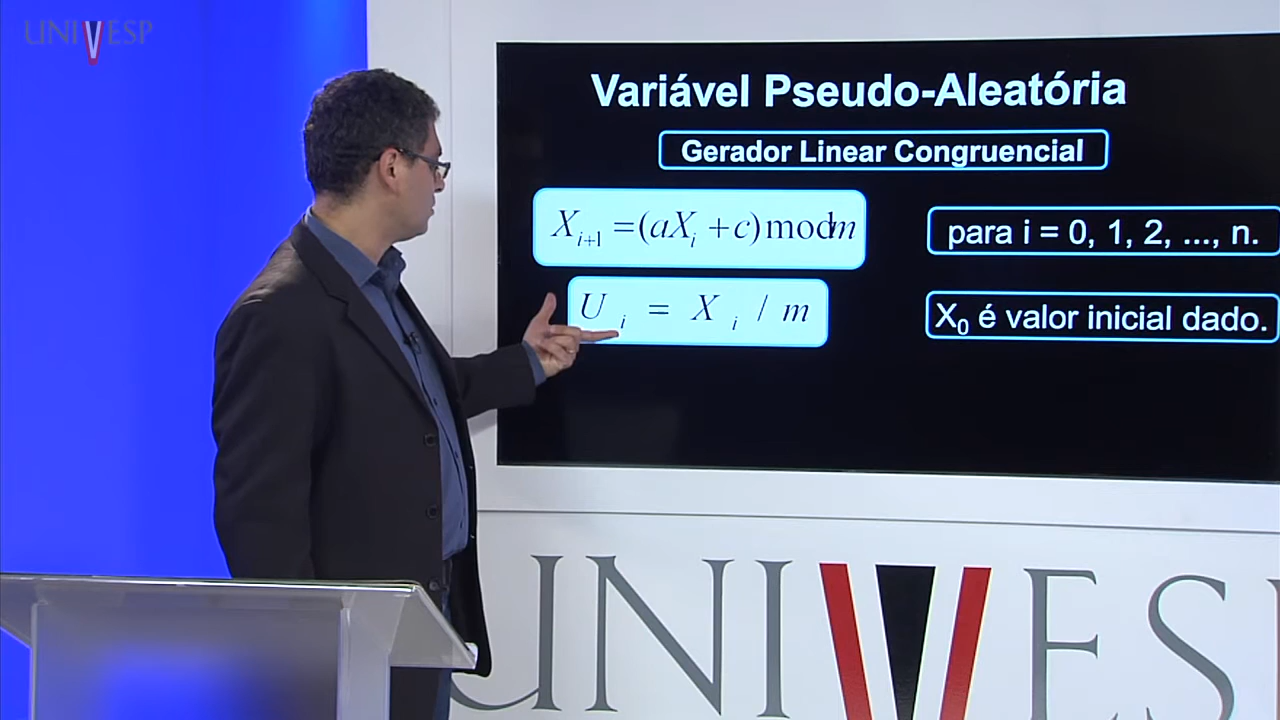 UNIVESP
Variável Pseudo-Aleatória
Gerador Linear Congruencial
X_{i+1} =(aX_i +c) mod m
para i = 0, 1, 2, ..., n.
U_i = X_i / m
X_0 é valor inicial dado.
UNIVESP